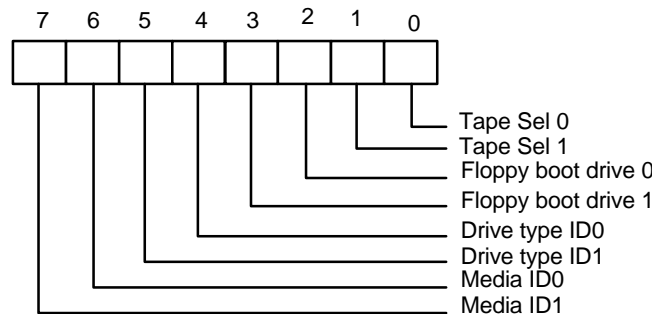 7 6 5 4 3 2 1 0
Tape Sel 0
Tape Sel 1
Floppy boot drive 0
Floppy boot drive 1
Drive type ID0
Drive type ID1
Media ID0
Media ID1